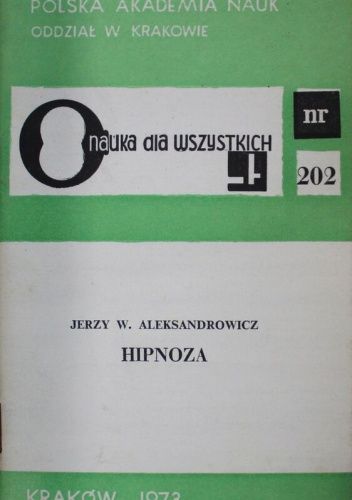 POLSKA AKADEMIA NAUK
ODDZIAŁ W KRAKOWIE
nauka dla wszystkich
nr
202
JERZY W. ALEKSANDROWICZ
HIPNOZA
KRAKÓW 1973